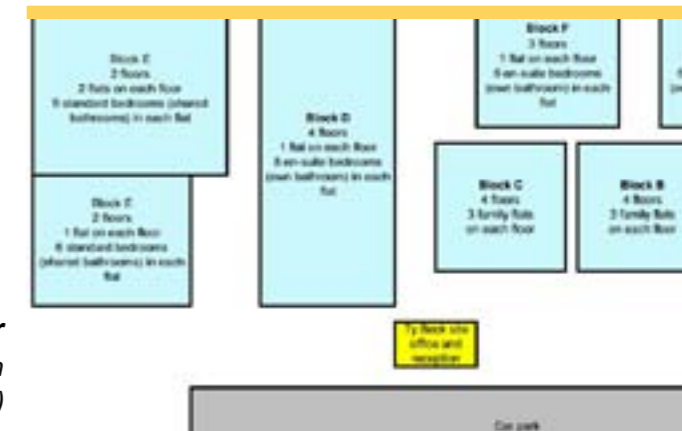 Block E
2 floors
2 flats on each floor
6 standard bedrooms (shared
bathrooms) in each flat
Block E
2 floors
1 flat on each floor
6 standard bedrooms
(shared bathrooms) in each
flat
Block D
4 floors
1 flat on each floor
8 en-suite bedrooms
(own bathroom) in each
flat
Block F
3 floors
1 flat on each floor
en-suite bedrooms
(own bathroom) in each
flat
Block C
4 floors
3 family flats
on each floor
Block B
4 floors
3 family flats
on each floor
site
office and
reception
Car park